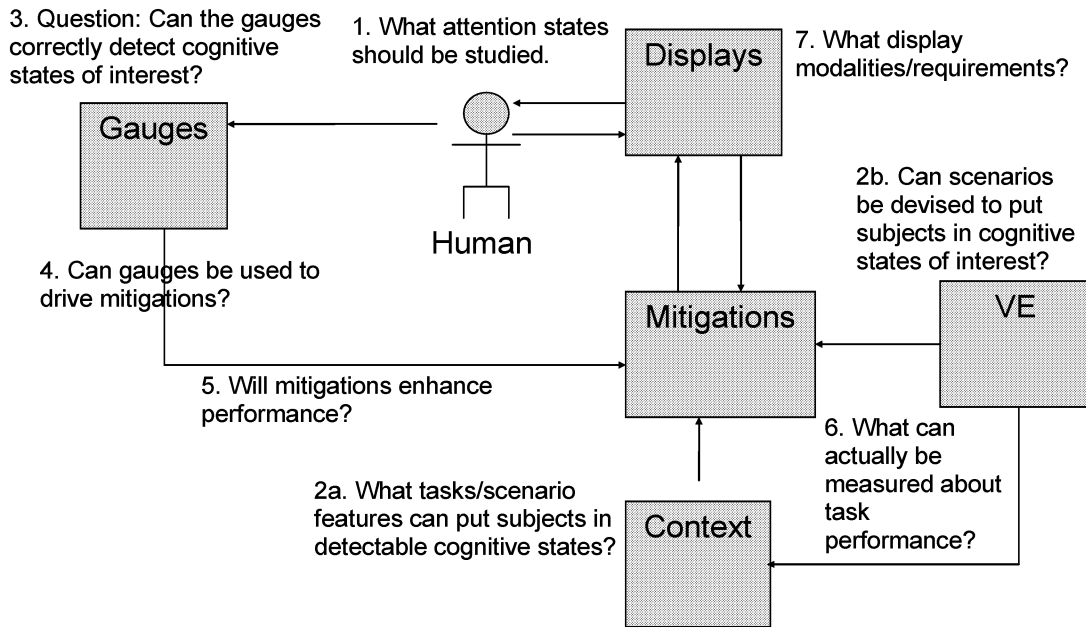 3. Question: Can the gauges
correctly detect cognitive
states of interest?
1. What attention states
should be studied.
Displays
7. What display
modalities/requirements?
Gauges
Human
2b. Can scenarios
be devised to put
subjects in cognitive
states of interest?
4. Can gauges be used to
drive mitigations?
Mitigations
VE
5. Will mitigations enhance
performance?
6. What can
actually be
measured about
task
performance?
2a. What tasks/scenario
features can put subjects in
detectable cognitive states?
Context